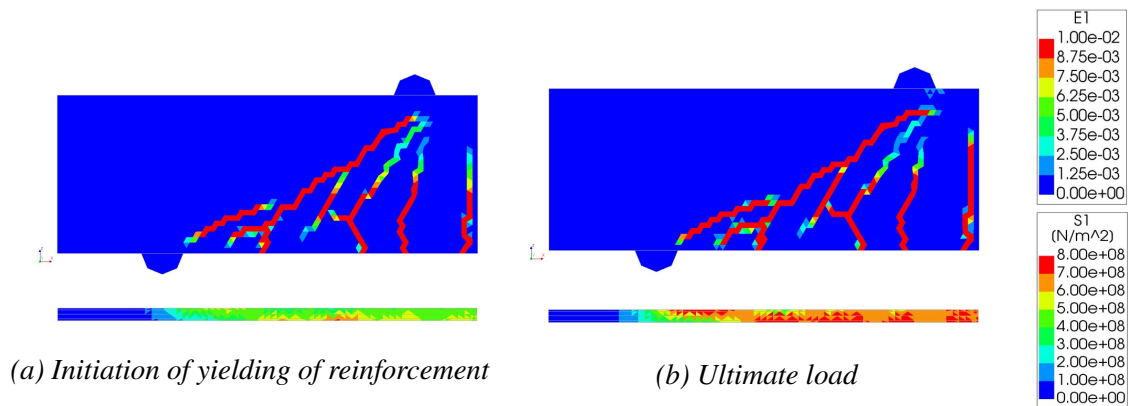 E1
1.00e-02
8.75e-03
7.50e-03
6.25e-03
5.00e-03
3.75e-03
2.50e-03
1.25e-03
0.00e+00
S1
(N/m^2)
8.00e+08
7.00e+08
6.00e+08
5.00e+08
4.00e+08
3.00e+08
2.00e+08
1.00e+08
0.00e+00
(a) Initiation of yielding of reinforcement
(b) Ultimate load